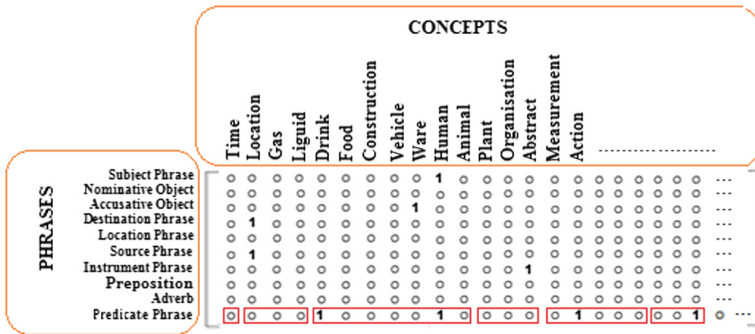 CONCEPTS
Time
Location
Gas
Liguid
Drink
Food
Construction
Vehicle
Ware
Human
Animal
Plant
Organisation
Abstract
Measurement
Action
....................
PHRASES
Subject Phrase o o o o o o o o o 1 o o o o o o o o o o o o ...
Nominative Object o o o o o o o o o o o o o o o o o o o o o o ...
Accusative Object o o o o o o o o 1 o o o o o o o o o o o o o ...
Destination Phrase o 1 o o o o o o o o o o o o o o o o o o o o ...
Location Phrase o o o o o o o o o o o o o o o o o o o o o o ...
Source Phrase o 1 o o o o o o o o o o o o o o o o o o o o ...
Instrument Phrase o o o o o o o o o o o o o 1 o o o o o o o o ...
Preposition o o o o o o o o o o o o o o o o o o o o o o ...
Adverb o o o o o o o o o o o o o o o o o o o o o o ...
Predicate Phrase o o o o 1 o o o o 1 o o o o o 1 o o o o o 1 o ...